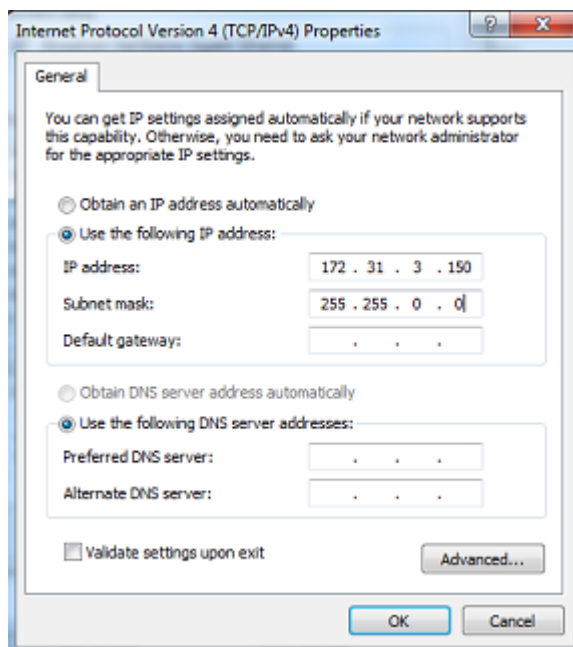 Internet Protocol Version 4 (TCP/IPv4) Properties
?
General
You can get IP settings assigned automatically if your network supports
this capability. Otherwise, you need to ask your network administrator
for the appropriate IP settings.
Obtain an IP address automatically
Use the following IP address:
IP address: 172 . 31 . 3 . 150
Subnet mask: 255 . 255 . 0 . 0
Default gateway: . . .
Obtain DNS server address automatically
Use the following DNS server addresses:
Preferred DNS server: . . .
Alternate DNS server: . . .
Validate settings upon exit
Advanced...
OK Cancel